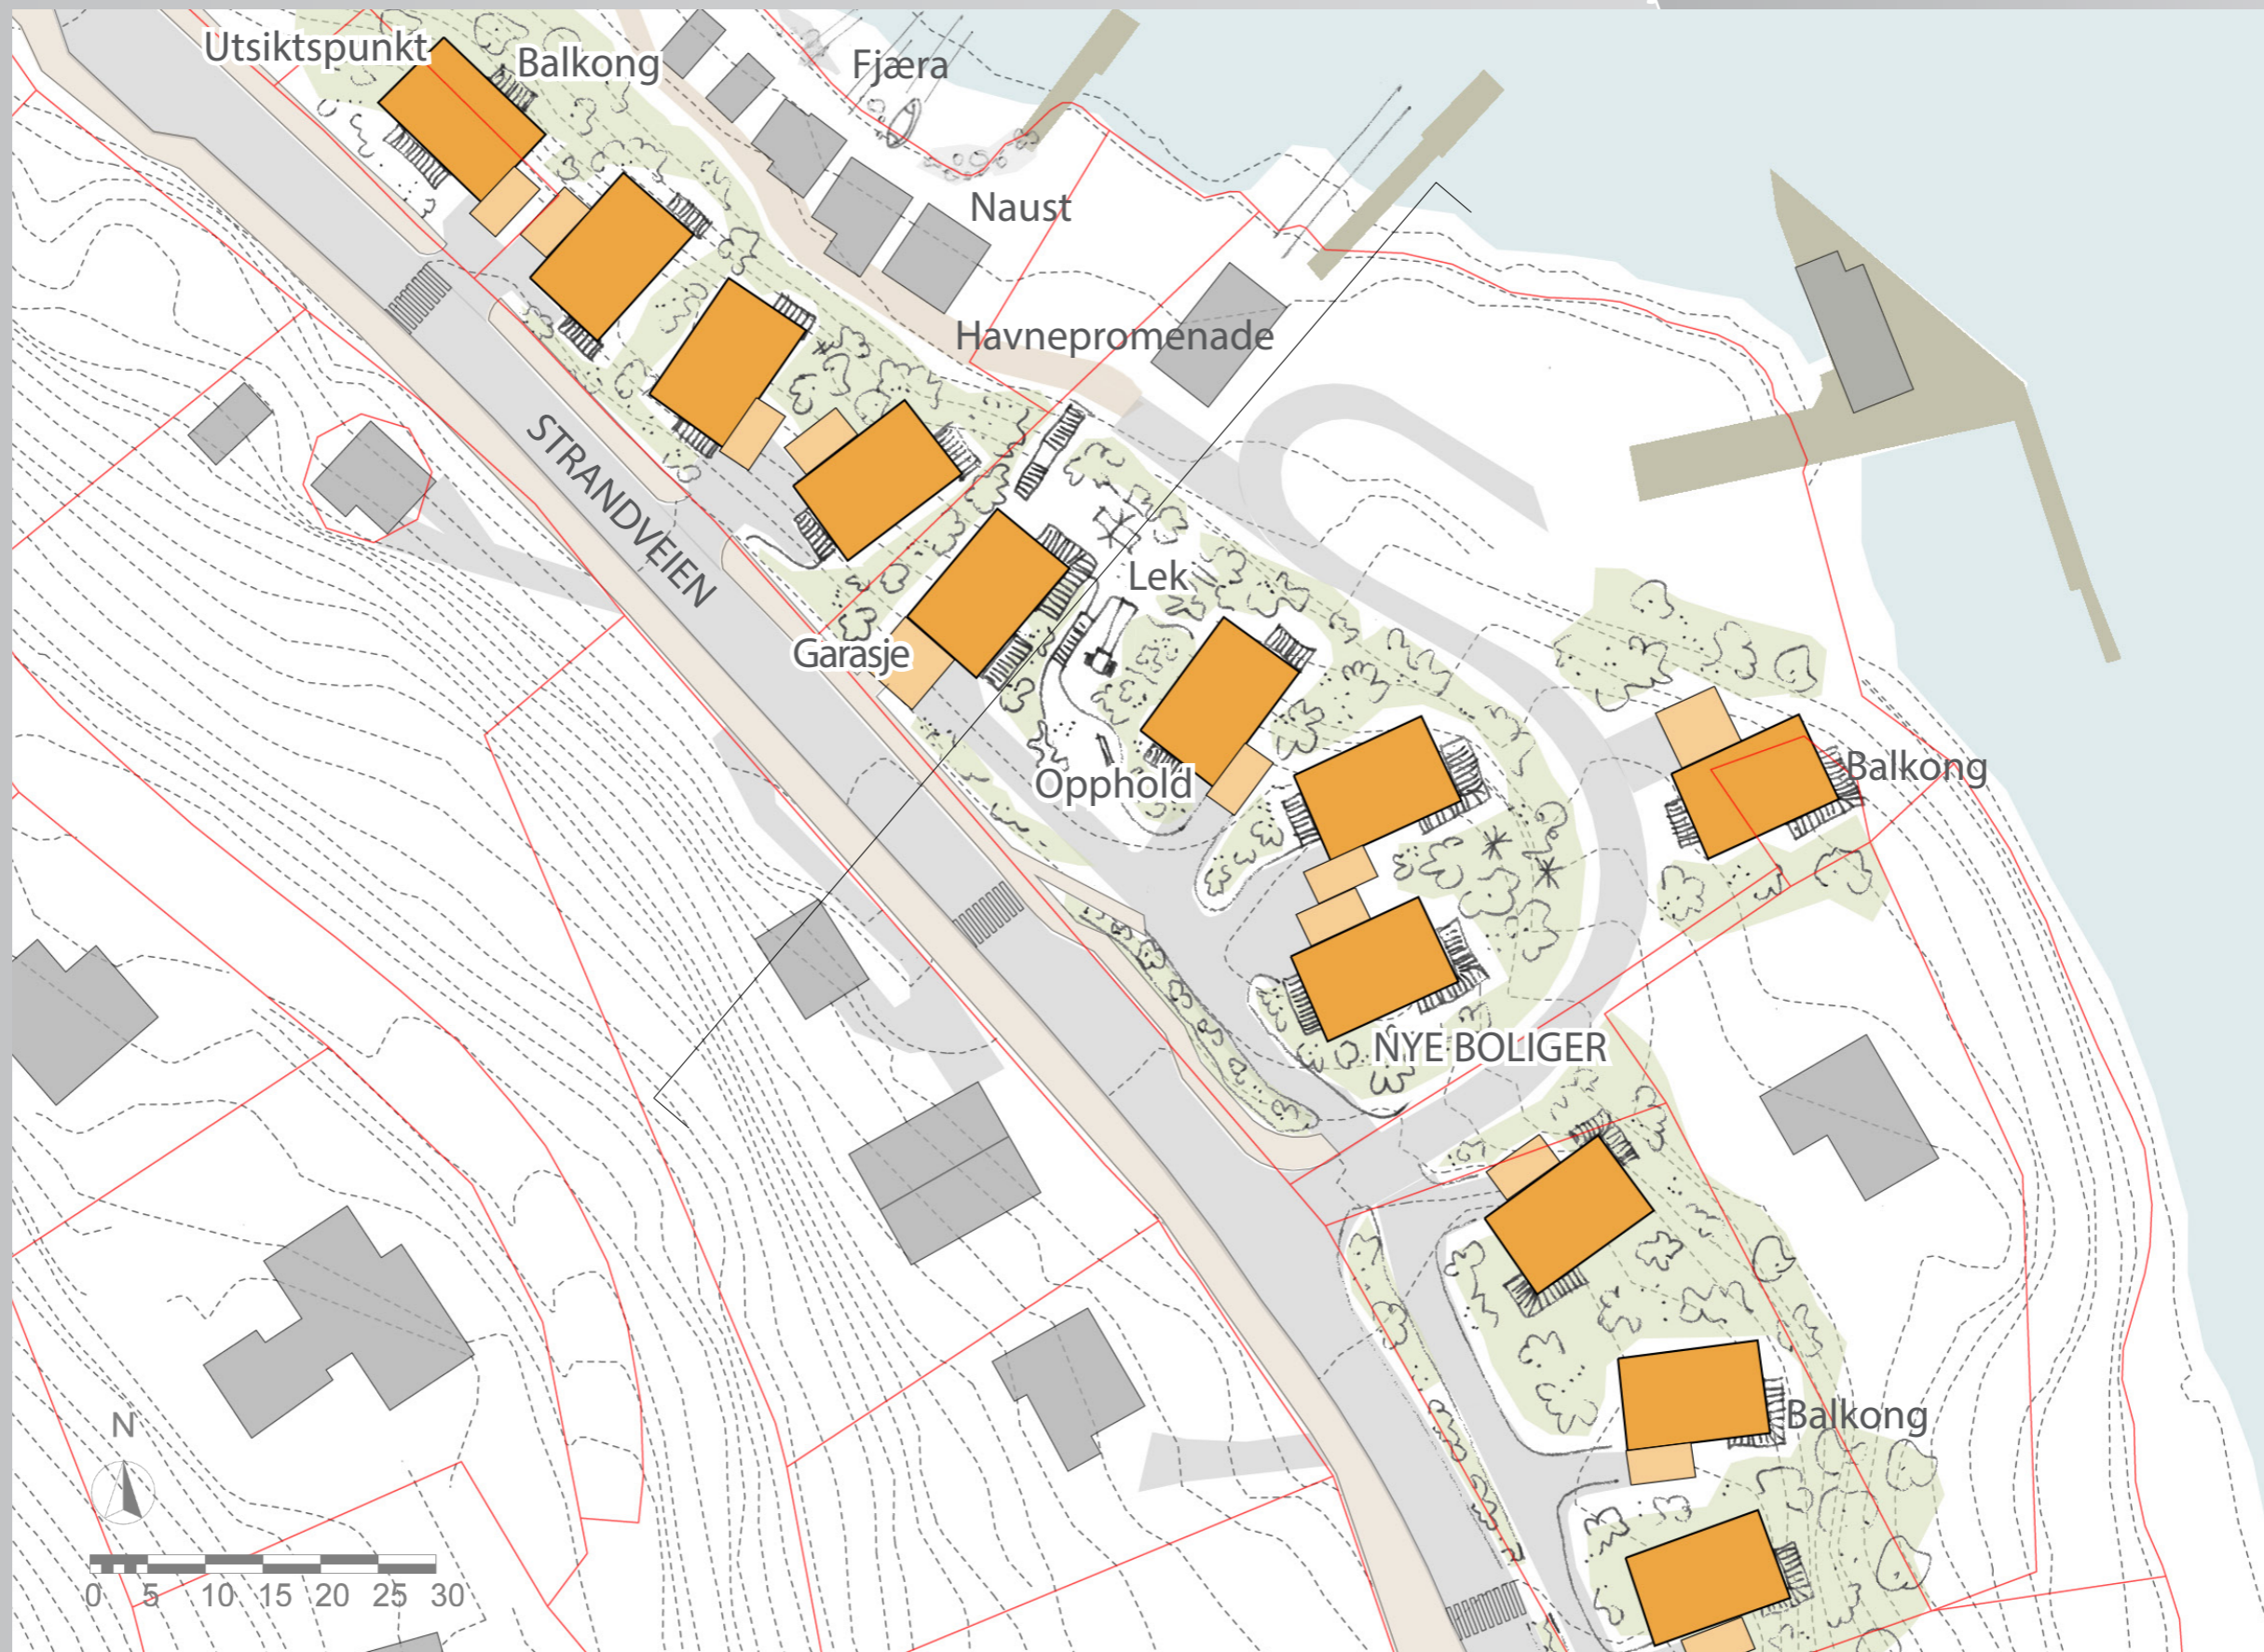 Utsiktspunkt
Balkong
Fjæra
Naust
Havnepromenade
STRANDVEIEN
Lek
Garasje
Opphold
Balkong
NYE BOLIGER
Balkong
N
0 5 10 15 20 25 30